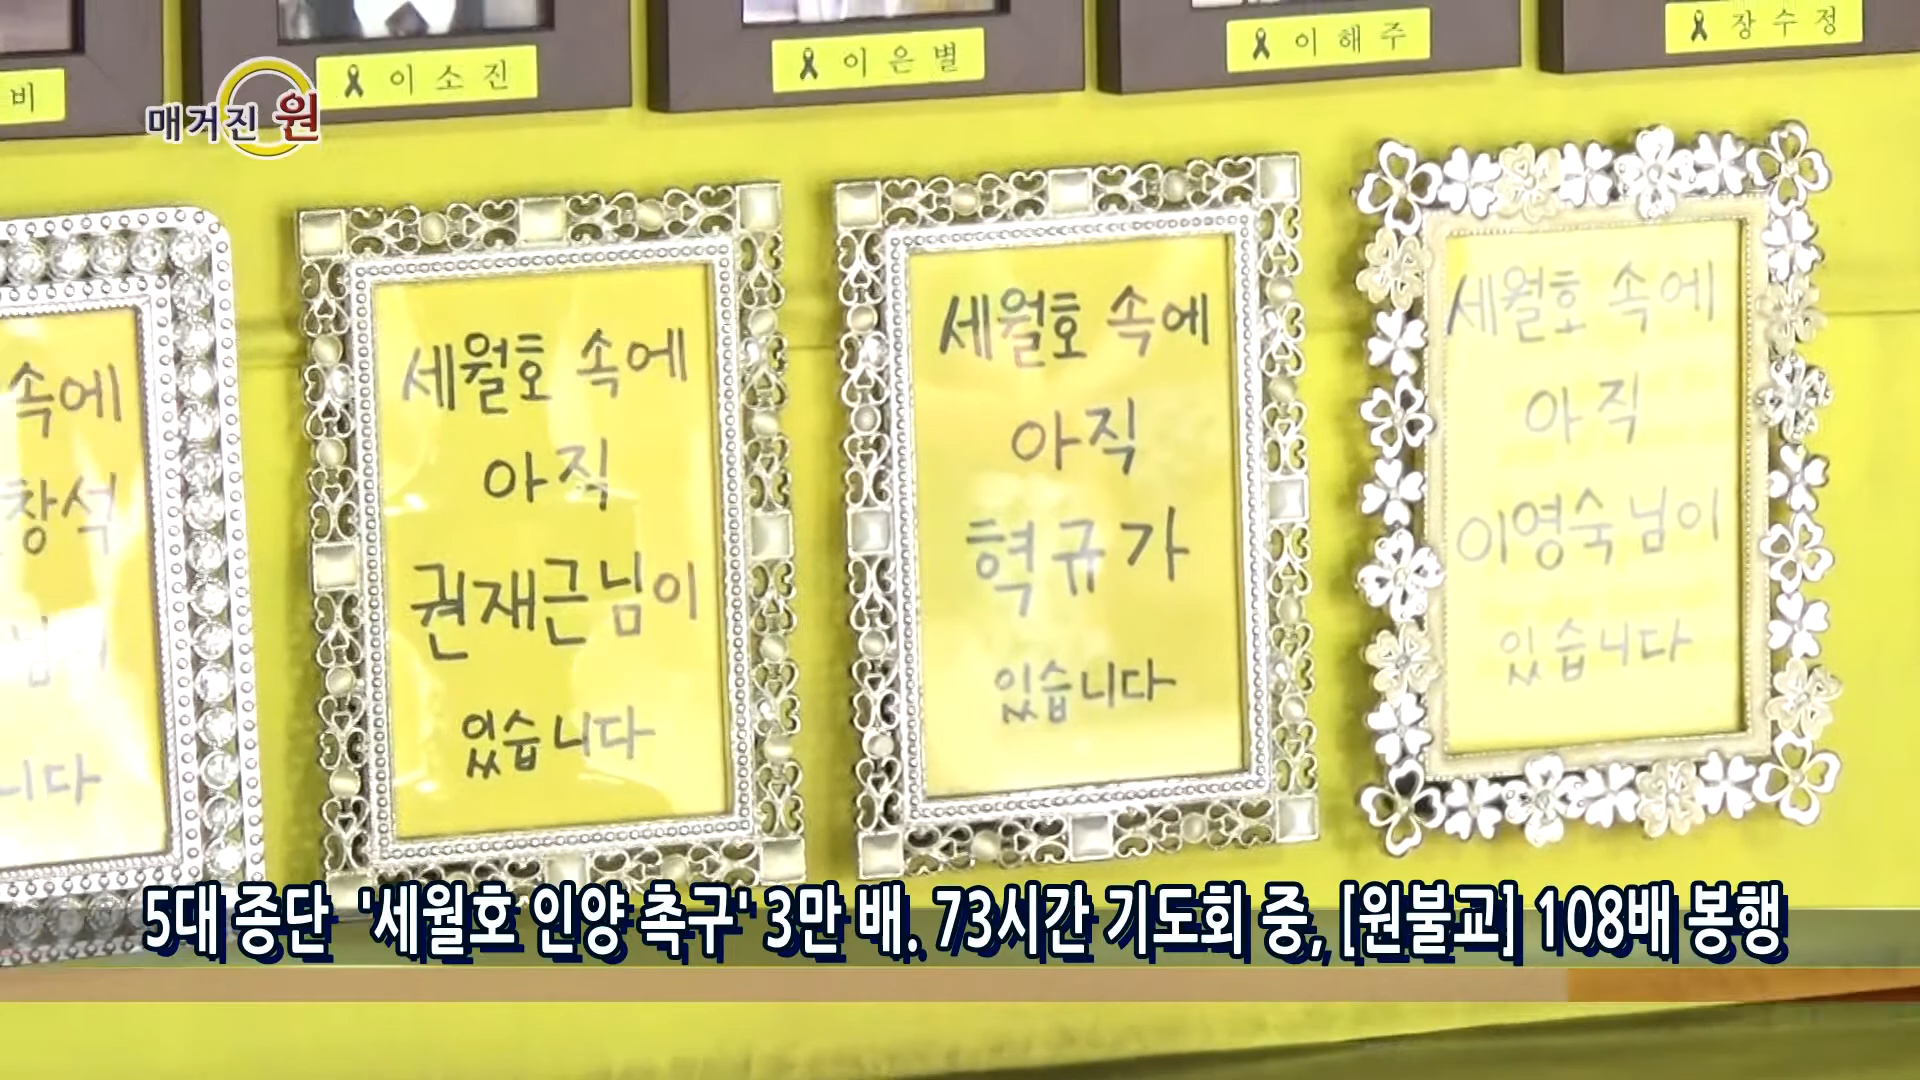 비
이소진
이은별
이해주
장수정
매거진 원
속에
창석
니다
세월호 속에
아직
권재근님이
있습니다
세월호 속에
아직
혁규가
있습니다
세월호 속에
아직
이영숙님이
있습니다
5대 종단 '세월호 인양 촉구' 3만 배. 73시간 기도회 중, [원불교] 108배 봉행